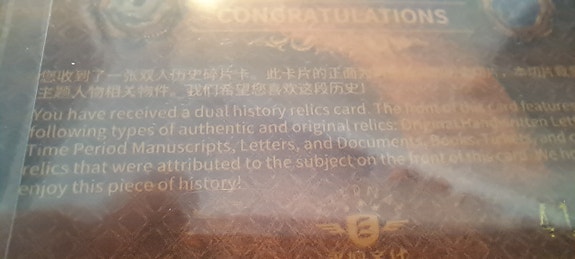 CONGRATULATIONS
您收到了一张双人历史碎片卡。此卡片的正面
主题人物相关物件。我们希望您喜欢这段历史!
You have received a dual history relics card. The front of this card features
following types of authentic and original relics: Original Handwritten
Time Period Manuscripts, Letters, and Documents, Books,
relics that were attributed to the subject on the front of this card. We
enjoy this piece of history!